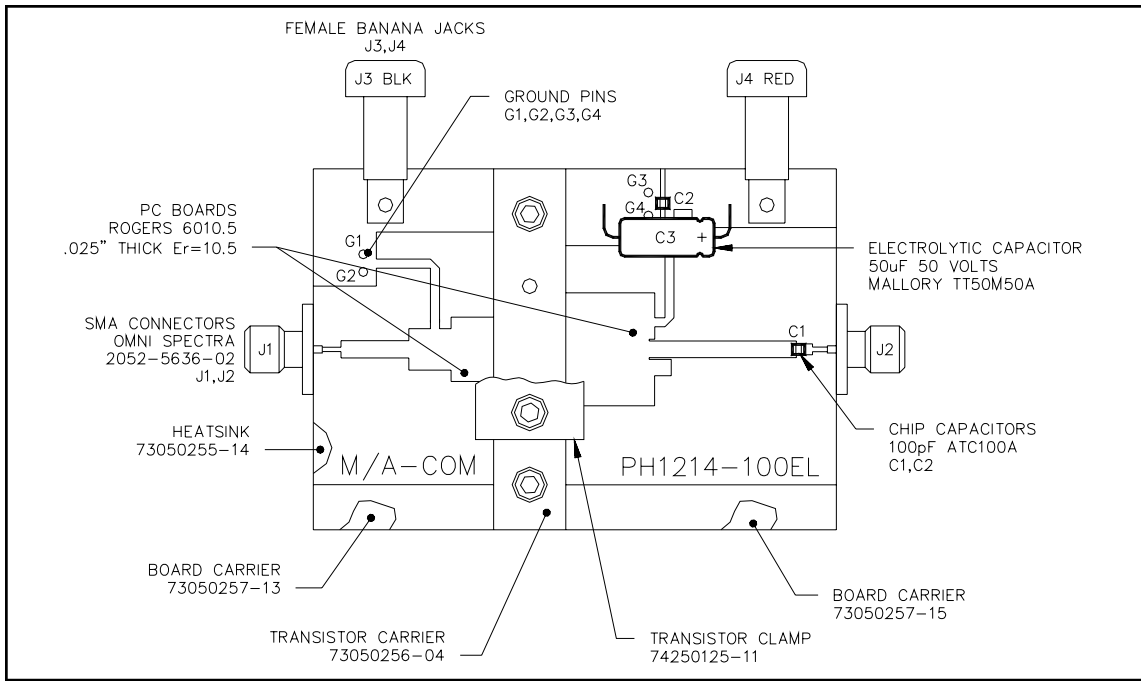 FEMALE BANANA JACKS
J3,J4
J3 BLK
J4 RED
GROUND PINS
G1,G2,G3,G4
PC BOARDS
ROGERS 6010.5
.025" THICK Er=10.5
G3
C2
G4
C3
+
G1
G2
ELECTROLYTIC CAPACITOR
50uF 50 VOLTS
MALLORY TT50M50A
SMA CONNECTORS
OMNI SPECTRA
2052-5636-02
J1,J2
J1
C1
J2
HEATSINK
73050255-14
CHIP CAPACITORS
100pF ATC100A
C1,C2
M/A-COM
PH1214-100EL
BOARD CARRIER
73050257-13
BOARD CARRIER
73050257-15
TRANSISTOR CARRIER
73050256-04
TRANSISTOR CLAMP
74250125-11